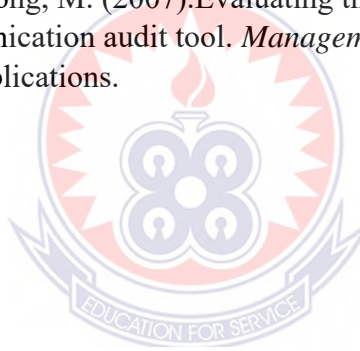 ong, M. (2007).Evaluating th
nication audit tool. Managem
plications.
EDUCATION FOR SERVICE